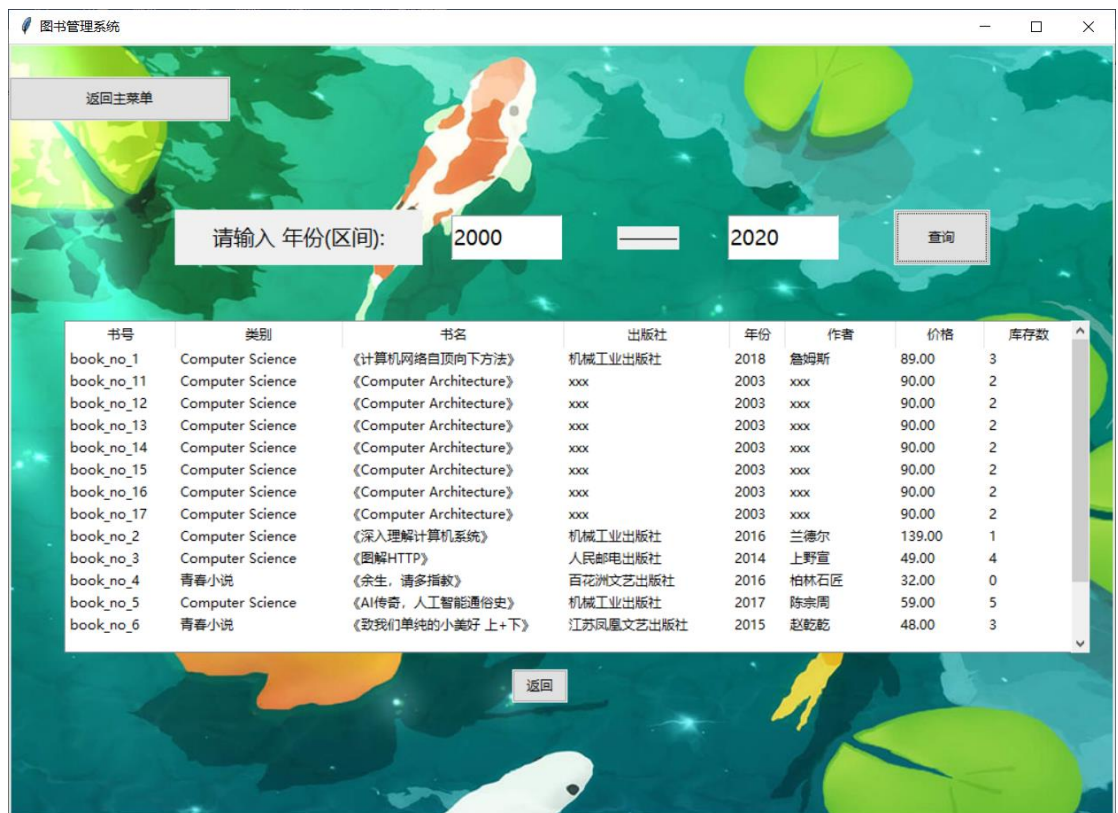 图书管理系统
返回主菜单
请输入 年份(区间): 2000 2020 查询
书号 类别 书名 出版社 年份 作者 价格 库存数
book_no_1 Computer Science 《计算机网络自顶向下方法》 机械工业出版社 2018 詹姆斯 89.00 3
book_no_11 Computer Science 《Computer Architecture》 xxx 2003 xxx 90.00 2
book_no_12 Computer Science 《Computer Architecture》 xxx 2003 xxx 90.00 2
book_no_13 Computer Science 《Computer Architecture》 xxx 2003 xxx 90.00 2
book_no_14 Computer Science 《Computer Architecture》 xxx 2003 xxx 90.00 2
book_no_15 Computer Science 《Computer Architecture》 xxx 2003 xxx 90.00 2
book_no_16 Computer Science 《Computer Architecture》 xxx 2003 xxx 90.00 2
book_no_17 Computer Science 《Computer Architecture》 xxx 2003 xxx 90.00 2
book_no_2 Computer Science 《深入理解计算机系统》 机械工业出版社 2016 兰德尔 139.00 1
book_no_3 Computer Science 《图解HTTP》 人民邮电出版社 2014 上野宣 49.00 4
book_no_4 青春小说 《余生，请多指教》 百花洲文艺出版社 2016 柏林石匠 32.00 0
book_no_5 Computer Science 《AI传奇，人工智能通俗史》 机械工业出版社 2017 陈宗周 59.00 5
book_no_6 青春小说 《致我们单纯的小美好 上+下》 江苏凤凰文艺出版社 2015 赵乾乾 48.00 3
返回